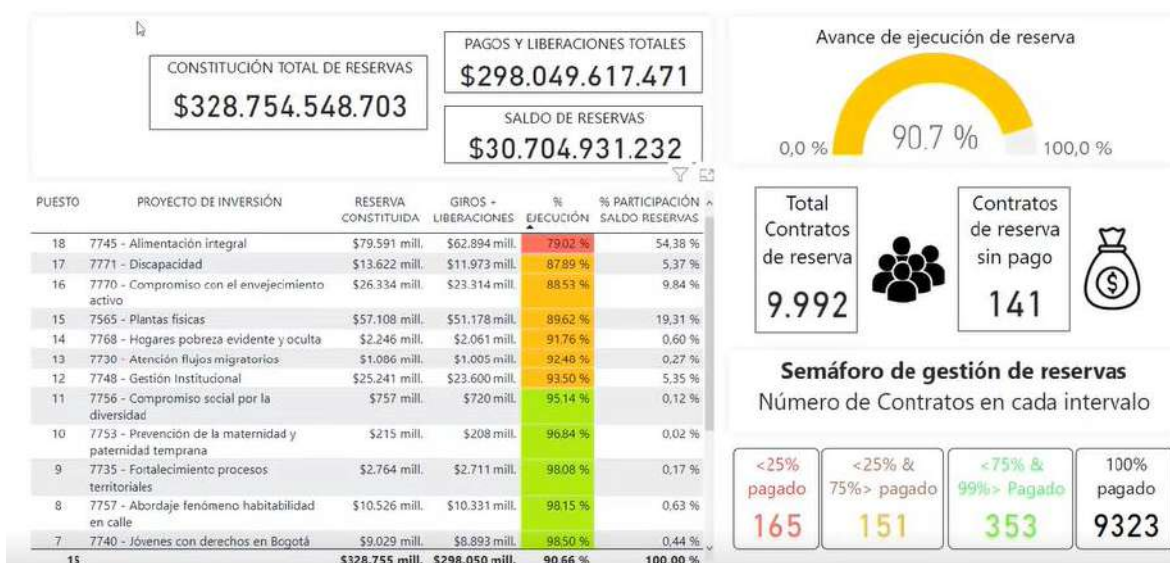 CONSTITUCIÓN TOTAL DE RESERVAS
$328.754.548.703
PAGOS Y LIBERACIONES TOTALES
$298.049.617.471
SALDO DE RESERVAS
$30.704.931.232
Avance de ejecución de reserva
90.7 %
0,0 %
100,0 %
PUESTO PROYECTO DE INVERSIÓN RESERVA CONSTITUIDA GIROS + LIBERACIONES % EJECUCIÓN % PARTICIPACIÓN SALDO RESERVAS
18 7745 - Alimentación integral $79.591 mill. $62.894 mill. 79.02 % 54,38 %
17 7771 - Discapacidad $13.622 mill. $11.973 mill. 87.89 % 5,37 %
16 7770 - Compromiso con el envejecimiento activo $26.334 mill. $23.314 mill. 88.53 % 9,84 %
15 7565 - Plantas físicas $57.108 mill. $51.178 mill. 89.62 % 19,31 %
14 7768 - Hogares pobreza evidente y oculta $2.246 mill. $2.061 mill. 91.76 % 0,60 %
13 7730 - Atención flujos migratorios $1.086 mill. $1.005 mill. 92.48 % 0,27 %
12 7748 - Gestión Institucional $25.241 mill. $23.600 mill. 93.50 % 5,35 %
11 7756 - Compromiso social por la diversidad $757 mill. $720 mill. 95.14 % 0,12 %
10 7753 - Prevención de la maternidad y paternidad temprana $215 mill. $208 mill. 96.84 % 0,02 %
9 7735 - Fortalecimiento procesos territoriales $2.764 mill. $2.711 mill. 98.08 % 0,17 %
8 7757 - Abordaje fenómeno habitabilidad en calle $10.526 mill. $10.331 mill. 98.15 % 0,63 %
7 7740 - Jóvenes con derechos en Bogotá $9.029 mill. $8.893 mill. 98.50 % 0,44 %
15 $328.755 mill. $298.050 mill. 90.66 % 100.00 %
Total
Contratos
de reserva
9.992
Contratos
de reserva
sin pago
141
$
Semáforo de gestión de reservas
Número de Contratos en cada intervalo
<25%
pagado
165
<25% &
75%> pagado
151
<75% &
99%> Pagado
353
100%
pagado
9323